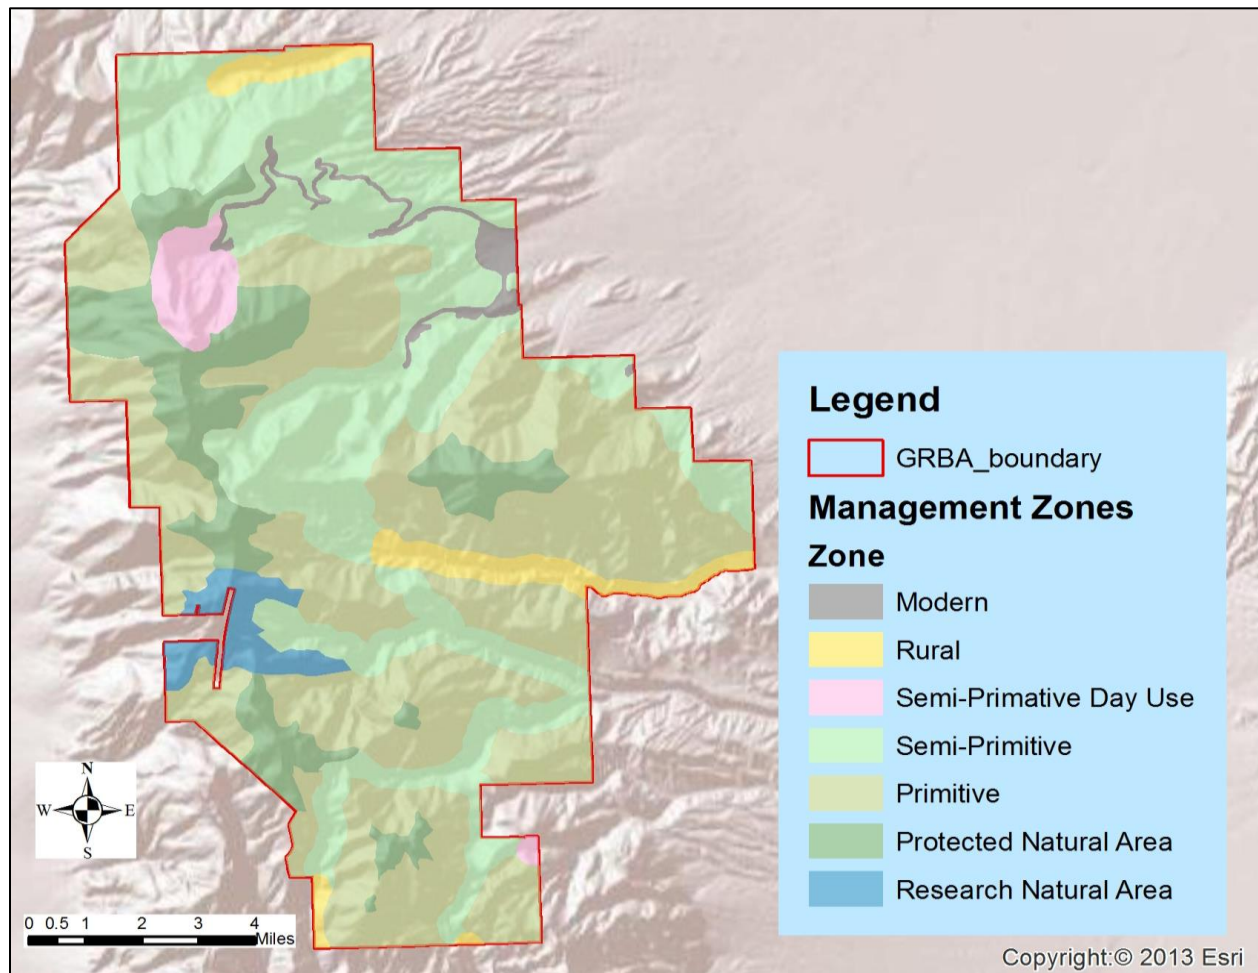 Legend
GRBA_boundary
Management Zones
Zone
Modern
Rural
Semi-Primative Day Use
Semi-Primitive
Primitive
Protected Natural Area
Research Natural Area
N
W E
S
0 0.5 1 2 3 4
Miles
Copyright:© 2013 Esri